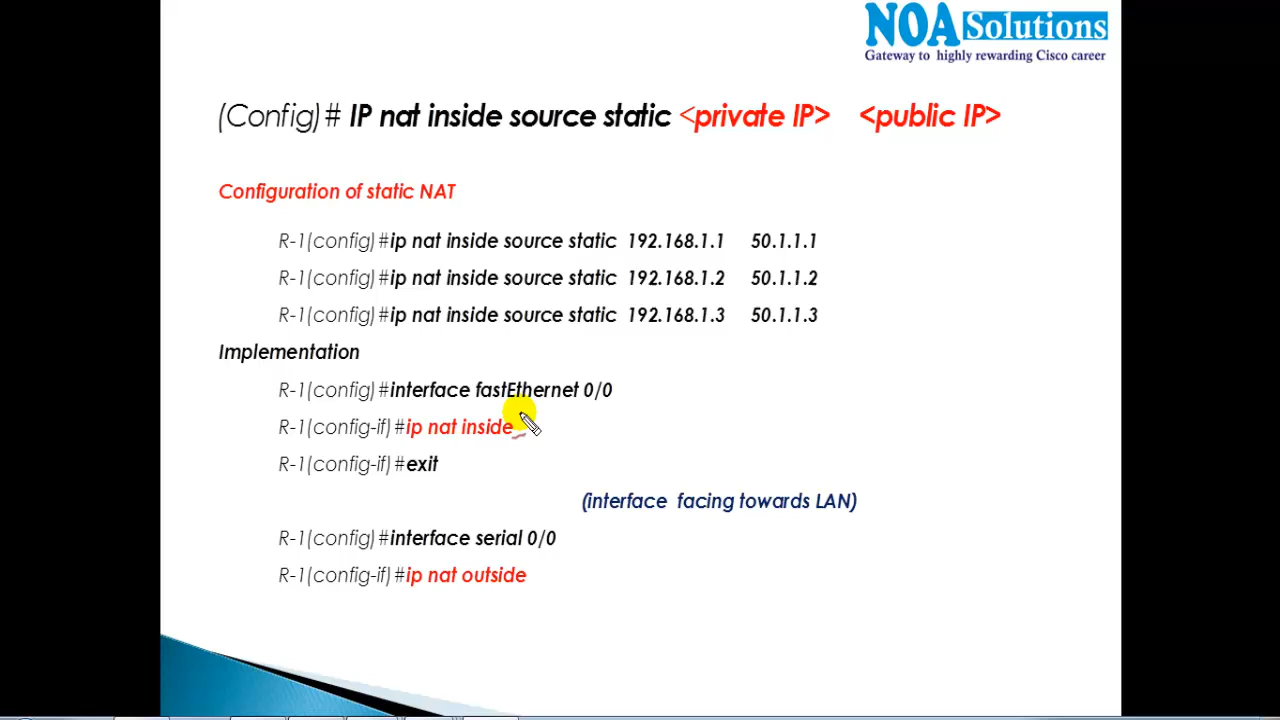 NOA Solutions
Gateway to highly rewarding Cisco career
(Config)# IP nat inside source static <private IP> <public IP>
Configuration of static NAT
R-1(config)#ip nat inside source static 192.168.1.1 50.1.1.1
R-1(config)#ip nat inside source static 192.168.1.2 50.1.1.2
R-1(config)#ip nat inside source static 192.168.1.3 50.1.1.3
Implementation
R-1(config)#interface fastEthernet 0/0
R-1(config-if)#ip nat inside
R-1(config-if)#exit
(interface facing towards LAN)
R-1(config)#interface serial 0/0
R-1(config-if)#ip nat outside